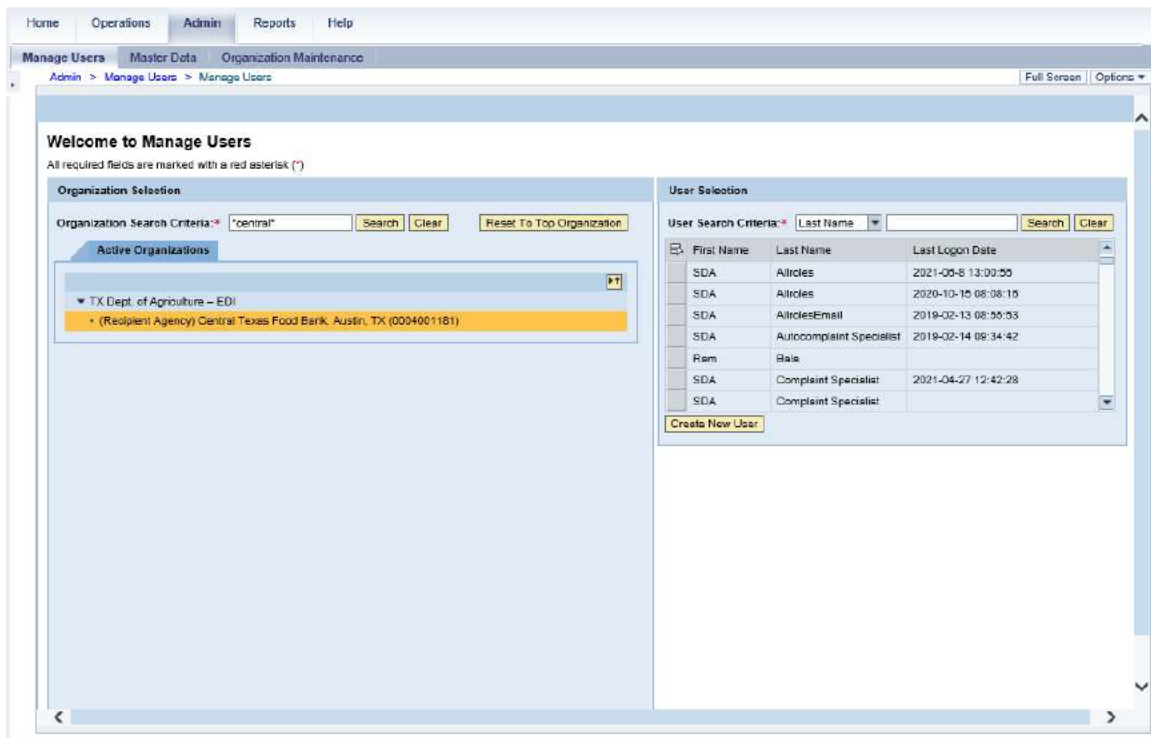 Home Operations Admin Reports Help
Manage Users Master Data Organization Maintenance
Admin > Manage Users > Manage Users
Full Screen Options
Welcome to Manage Users
All required fields are marked with a red asterisk (*)
Organization Selection
Organization Search Criteria:* *central* Search Clear Reset To Top Organization
Active Organizations
TX Dept. of Agriculture – EDI
• (Recipient Agency) Central Texas Food Bank, Austin, TX (0004001181)
User Selection
User Search Criteria:* Last Name Search Clear
First Name Last Name Last Logon Date
SDA Allroles 2021-06-8 13:00:55
SDA Allroles 2020-10-15 08:08:15
SDA AllrolesEmail 2019-02-13 08:55:53
SDA Autocomplaint Specialist 2019-02-14 09:34:42
Ram Bala
SDA Complaint Specialist 2021-04-27 12:42:28
SDA Complaint Specialist
Create New User